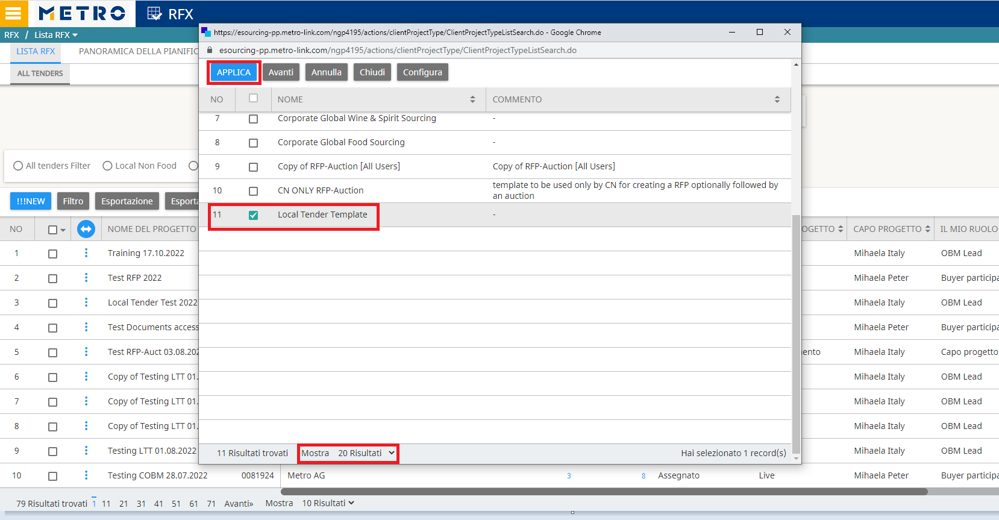 METRO RFX
RFX / Lista RFX
LISTA RFX PANORAMICA DELLA PIANIFIC
ALL TENDERS
https://esourcing-pp.metro-link.com/ngp4195/actions/clientProjectType/ClientProjectTypeListSearch.do - Google Chrome
esourcing-pp.metro-link.com/ngp4195/actions/clientProjectType/ClientProjectTypeListSearch.do
APPLICA Avanti Annulla Chiudi Configura
NO NOME COMMENTO
7 Corporate Global Wine & Spirit Sourcing -
8 Corporate Global Food Sourcing -
9 Copy of RFP-Auction [All Users] Copy of RFP-Auction [All Users]
10 CN ONLY RFP-Auction template to be used only by CN for creating a RFP optionally followed by
an auction
11 Local Tender Template -
11 Risultati trovati Mostra 20 Risultati Hai selezionato 1 record(s)
All tenders Filter Local Non Food
!!!NEW Filtro Esportazione Esporta
NO NOME DEL PROGETTO OGETTO CAPO PROGETTO IL MIO RUOLO
1 Training 17.10.2022 Mihaela Italy OBM Lead
2 Test RFP 2022 Mihaela Peter Buyer participa
3 Local Tender Test 2022 Mihaela Italy OBM Lead
4 Test Documents access Mihaela Peter Buyer participa
5 Test RFP-Auct 03.08.202 ento Mihaela Italy Capo progetto
6 Copy of Testing LTT 01. Mihaela Italy OBM Lead
7 Copy of Testing LTT 01. Mihaela Italy OBM Lead
8 Copy of Testing LTT 01. Mihaela Italy OBM Lead
9 Testing LTT 01.08.2022 Mihaela Italy OBM Lead
10 Testing COBM 28.07.2022 0081924 Metro AG 3 8 Assegnato Live Mihaela Peter Buyer participa
79 Risultati trovati 1 11 21 31 41 51 61 71 Avanti» Mostra 10 Risultati